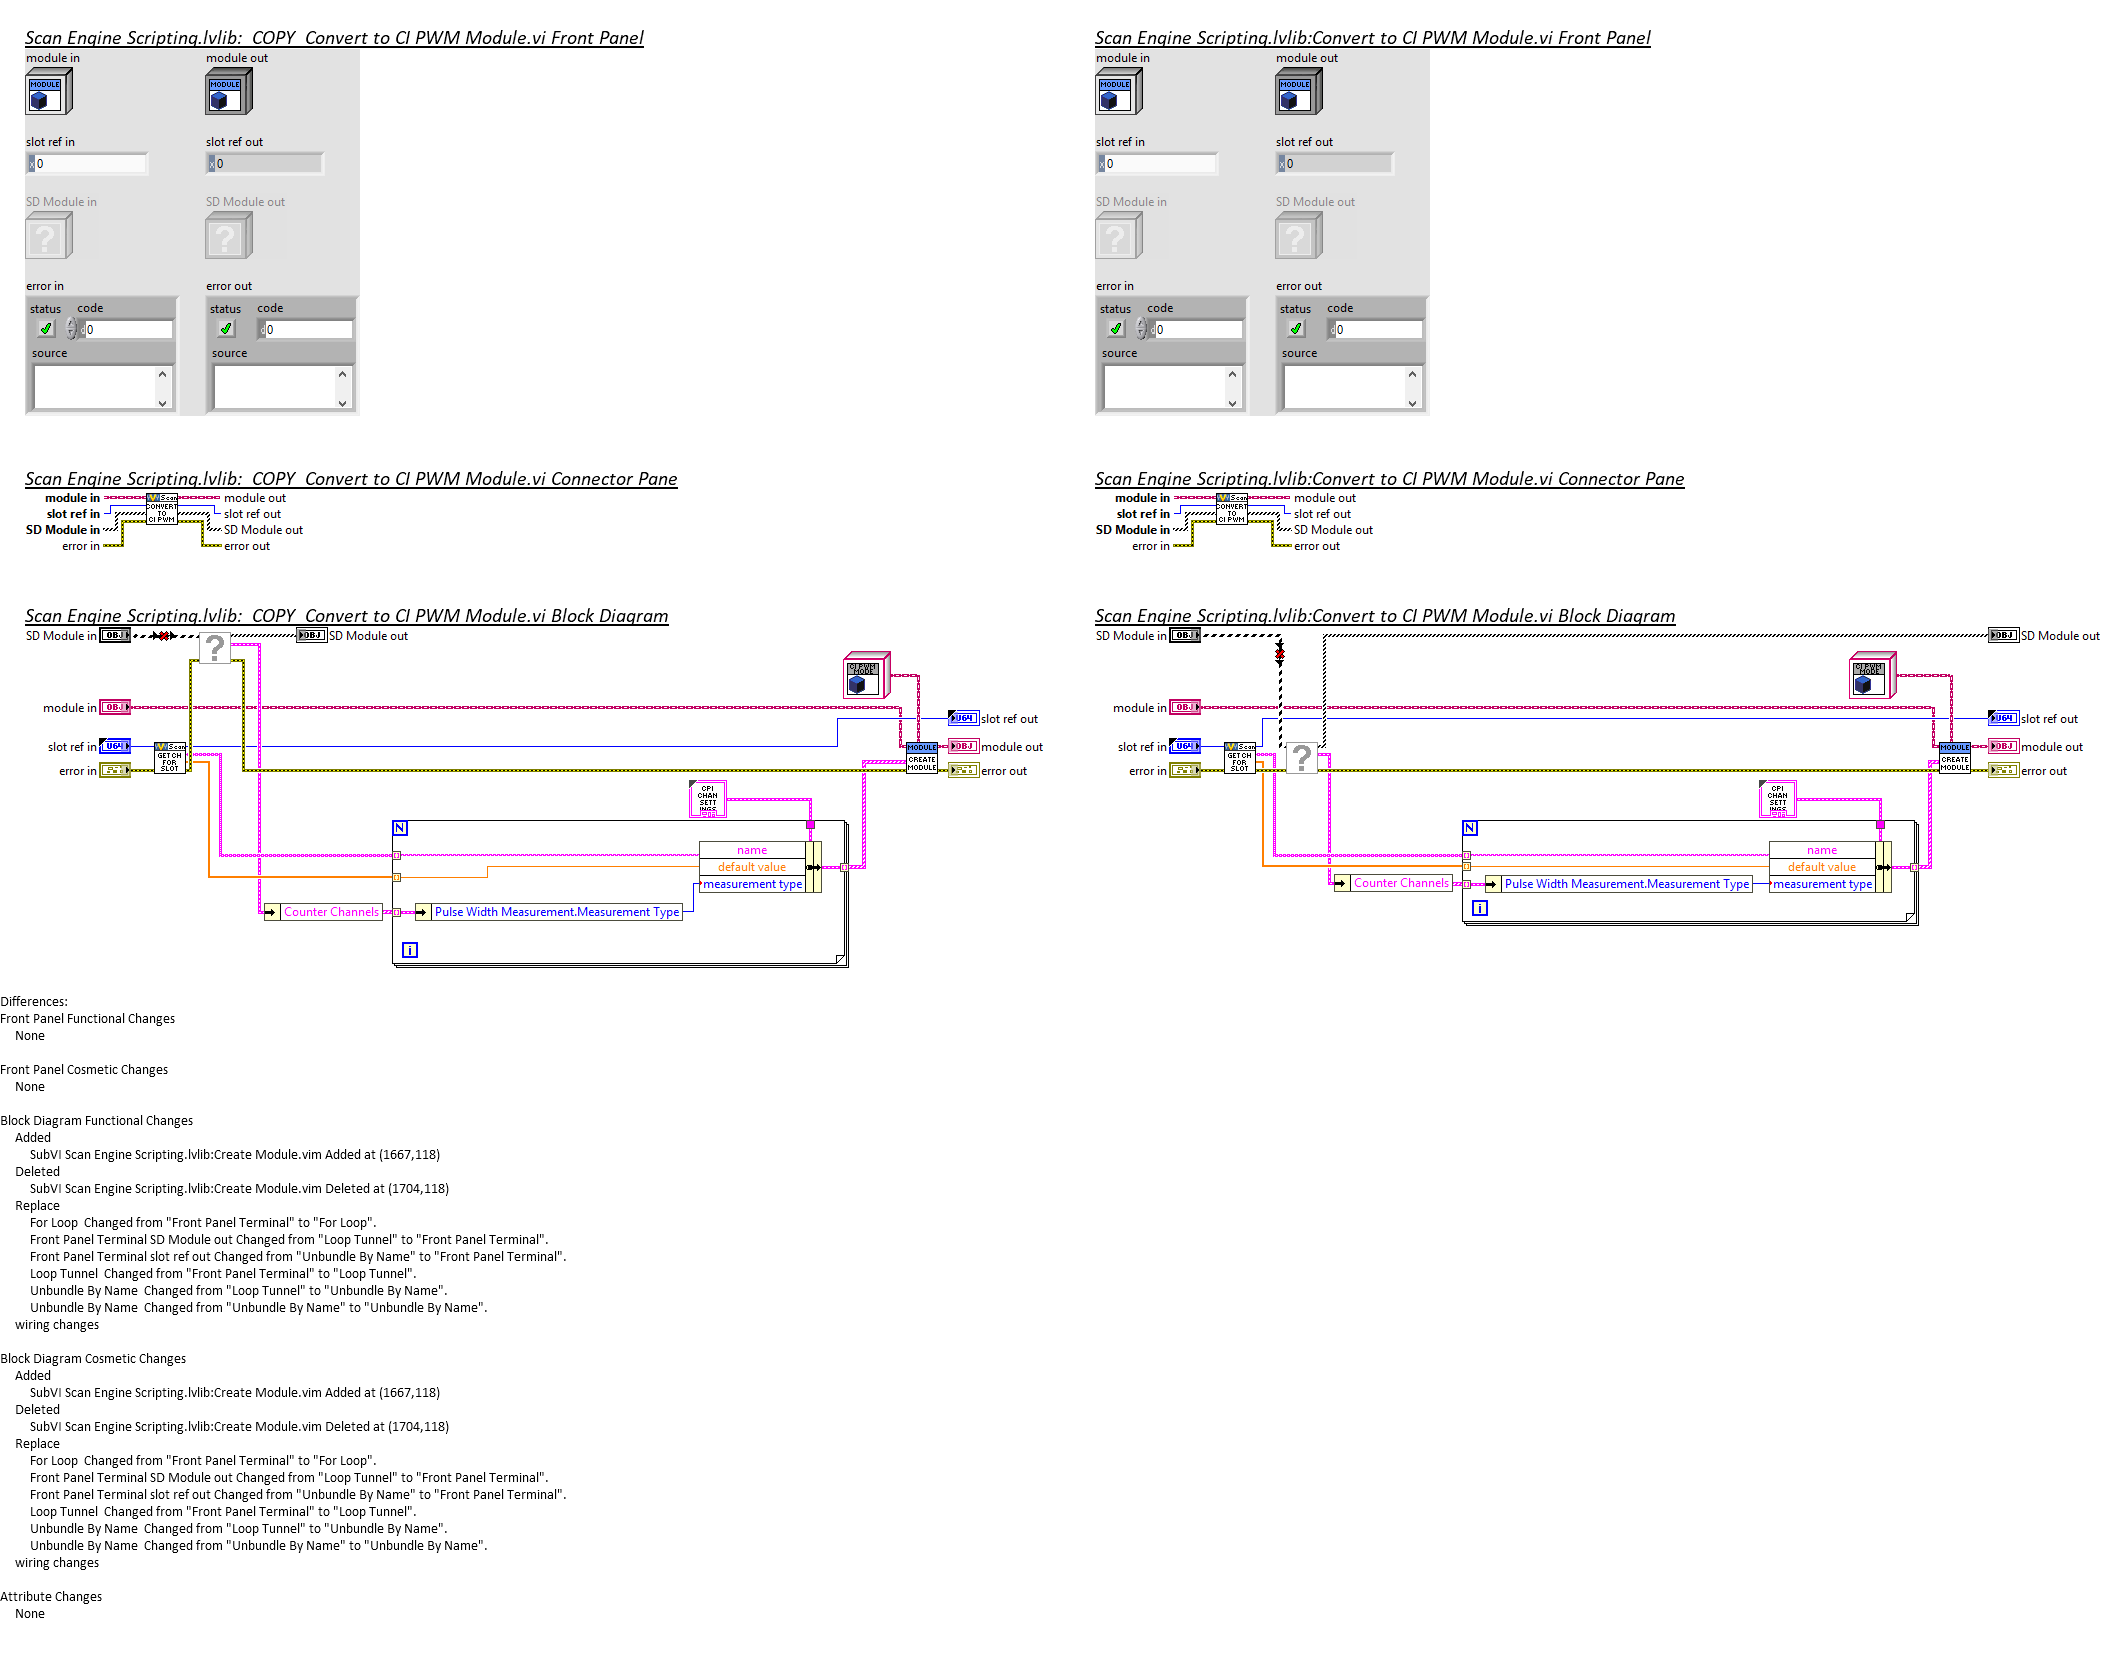 Scan Engine Scripting.lvlib:  COPY  Convert to CI PWM Module.vi Front Panel
module in
module out
MODULE
MODULE
slot ref in
slot ref out
x 0
x 0
SD Module in
SD Module out
?
?
error in
error out
status
code
status
code
d 0
d 0
source
source
Scan Engine Scripting.lvlib:Convert to CI PWM Module.vi Front Panel
module in
module out
MODULE
MODULE
slot ref in
slot ref out
x 0
x 0
SD Module in
SD Module out
?
?
error in
error out
status
code
status
code
d 0
d 0
source
source
Scan Engine Scripting.lvlib:  COPY  Convert to CI PWM Module.vi Connector Pane
module in
Scan
module out
slot ref in
CONVERT
TO
CI PWM
slot ref out
SD Module in
SD Module out
error in
error out
Scan Engine Scripting.lvlib:Convert to CI PWM Module.vi Connector Pane
module in
Scan
module out
slot ref in
CONVERT
TO
CI PWM
slot ref out
SD Module in
SD Module out
error in
error out
Scan Engine Scripting.lvlib:  COPY  Convert to CI PWM Module.vi Block Diagram
SD Module in
OBJ
?
OBJ
SD Module out
CI PWM
MODE
module in
OBJ
U64
slot ref out
slot ref in
U64
Scan
GET CH
FOR
SLOT
MODULE
CREATE
MODULE
OBJ
module out
error in
error out
CPI
CHAN
SETT
INGS
N
name
default value
measurement type
Counter Channels
Pulse Width Measurement.Measurement Type
i
Scan Engine Scripting.lvlib:Convert to CI PWM Module.vi Block Diagram
SD Module in
OBJ
OBJ
SD Module out
CI PWM
MODE
module in
OBJ
U64
slot ref out
slot ref in
U64
Scan
GET CH
FOR
SLOT
?
MODULE
CREATE
MODULE
OBJ
module out
error in
error out
CPI
CHAN
SETT
INGS
N
name
default value
Counter Channels
Pulse Width Measurement.Measurement Type
measurement type
i
Differences:
Front Panel Functional Changes
None
Front Panel Cosmetic Changes
None
Block Diagram Functional Changes
Added
SubVI Scan Engine Scripting.lvlib:Create Module.vim Added at (1667,118)
Deleted
SubVI Scan Engine Scripting.lvlib:Create Module.vim Deleted at (1704,118)
Replace
For Loop  Changed from "Front Panel Terminal" to "For Loop".
Front Panel Terminal SD Module out Changed from "Loop Tunnel" to "Front Panel Terminal".
Front Panel Terminal slot ref out Changed from "Unbundle By Name" to "Front Panel Terminal".
Loop Tunnel  Changed from "Front Panel Terminal" to "Loop Tunnel".
Unbundle By Name  Changed from "Loop Tunnel" to "Unbundle By Name".
Unbundle By Name  Changed from "Unbundle By Name" to "Unbundle By Name".
wiring changes
Block Diagram Cosmetic Changes
Added
SubVI Scan Engine Scripting.lvlib:Create Module.vim Added at (1667,118)
Deleted
SubVI Scan Engine Scripting.lvlib:Create Module.vim Deleted at (1704,118)
Replace
For Loop  Changed from "Front Panel Terminal" to "For Loop".
Front Panel Terminal SD Module out Changed from "Loop Tunnel" to "Front Panel Terminal".
Front Panel Terminal slot ref out Changed from "Unbundle By Name" to "Front Panel Terminal".
Loop Tunnel  Changed from "Front Panel Terminal" to "Loop Tunnel".
Unbundle By Name  Changed from "Loop Tunnel" to "Unbundle By Name".
Unbundle By Name  Changed from "Unbundle By Name" to "Unbundle By Name".
wiring changes
Attribute Changes
None